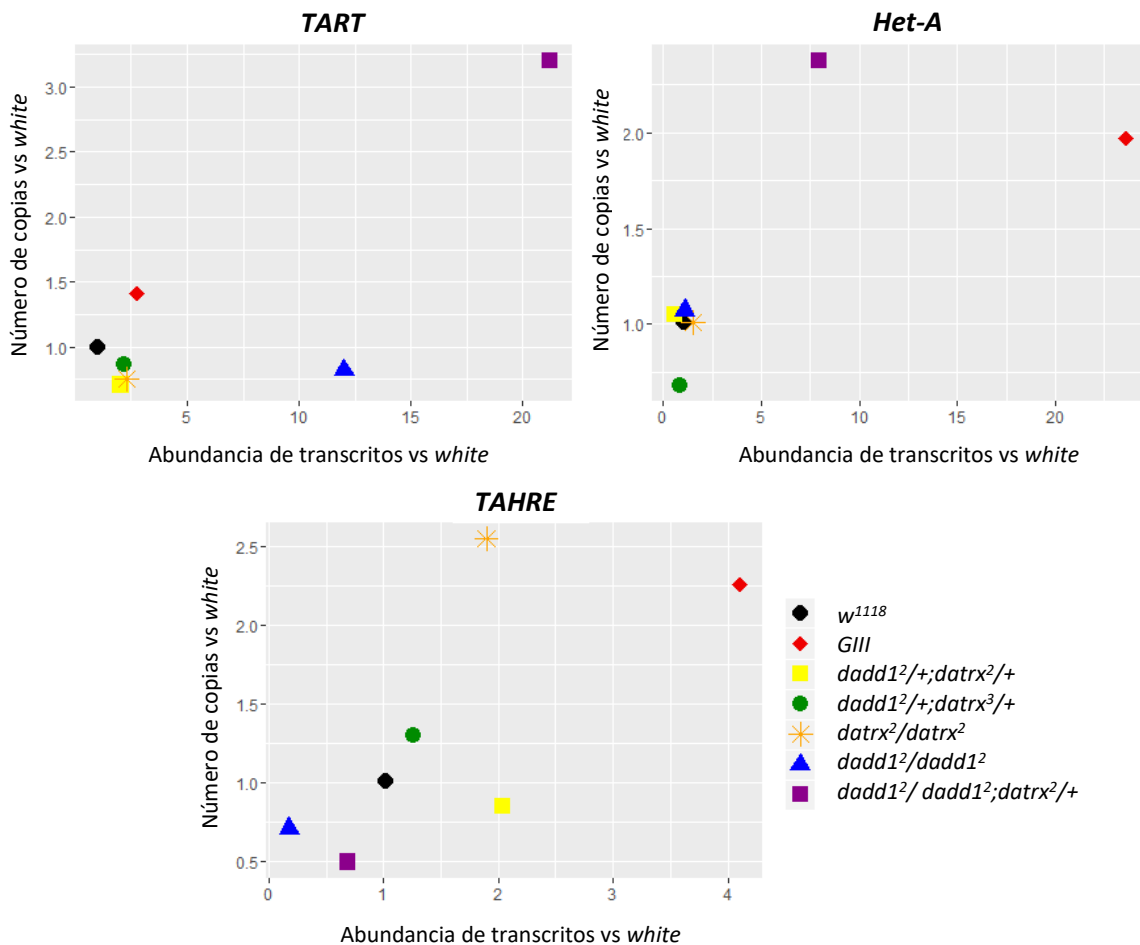 TART
Número de copias vs white
3.0
2.5
2.0
1.5
1.0
5
10
15
20
Abundancia de transcritos vs white
Het-A
Número de copias vs white
2.0
1.5
1.0
0
5
10
15
20
Abundancia de transcritos vs white
TAHRE
Número de copias vs white
2.5
2.0
1.5
1.0
0.5
0
1
2
3
4
Abundancia de transcritos vs white
w¹¹¹⁸
GIII
dadd1²/+;datrx²/+
dadd1²/+;datrx³/+
datrx²/datrx²
dadd1²/dadd1²
dadd1²/ dadd1²;datrx²/+